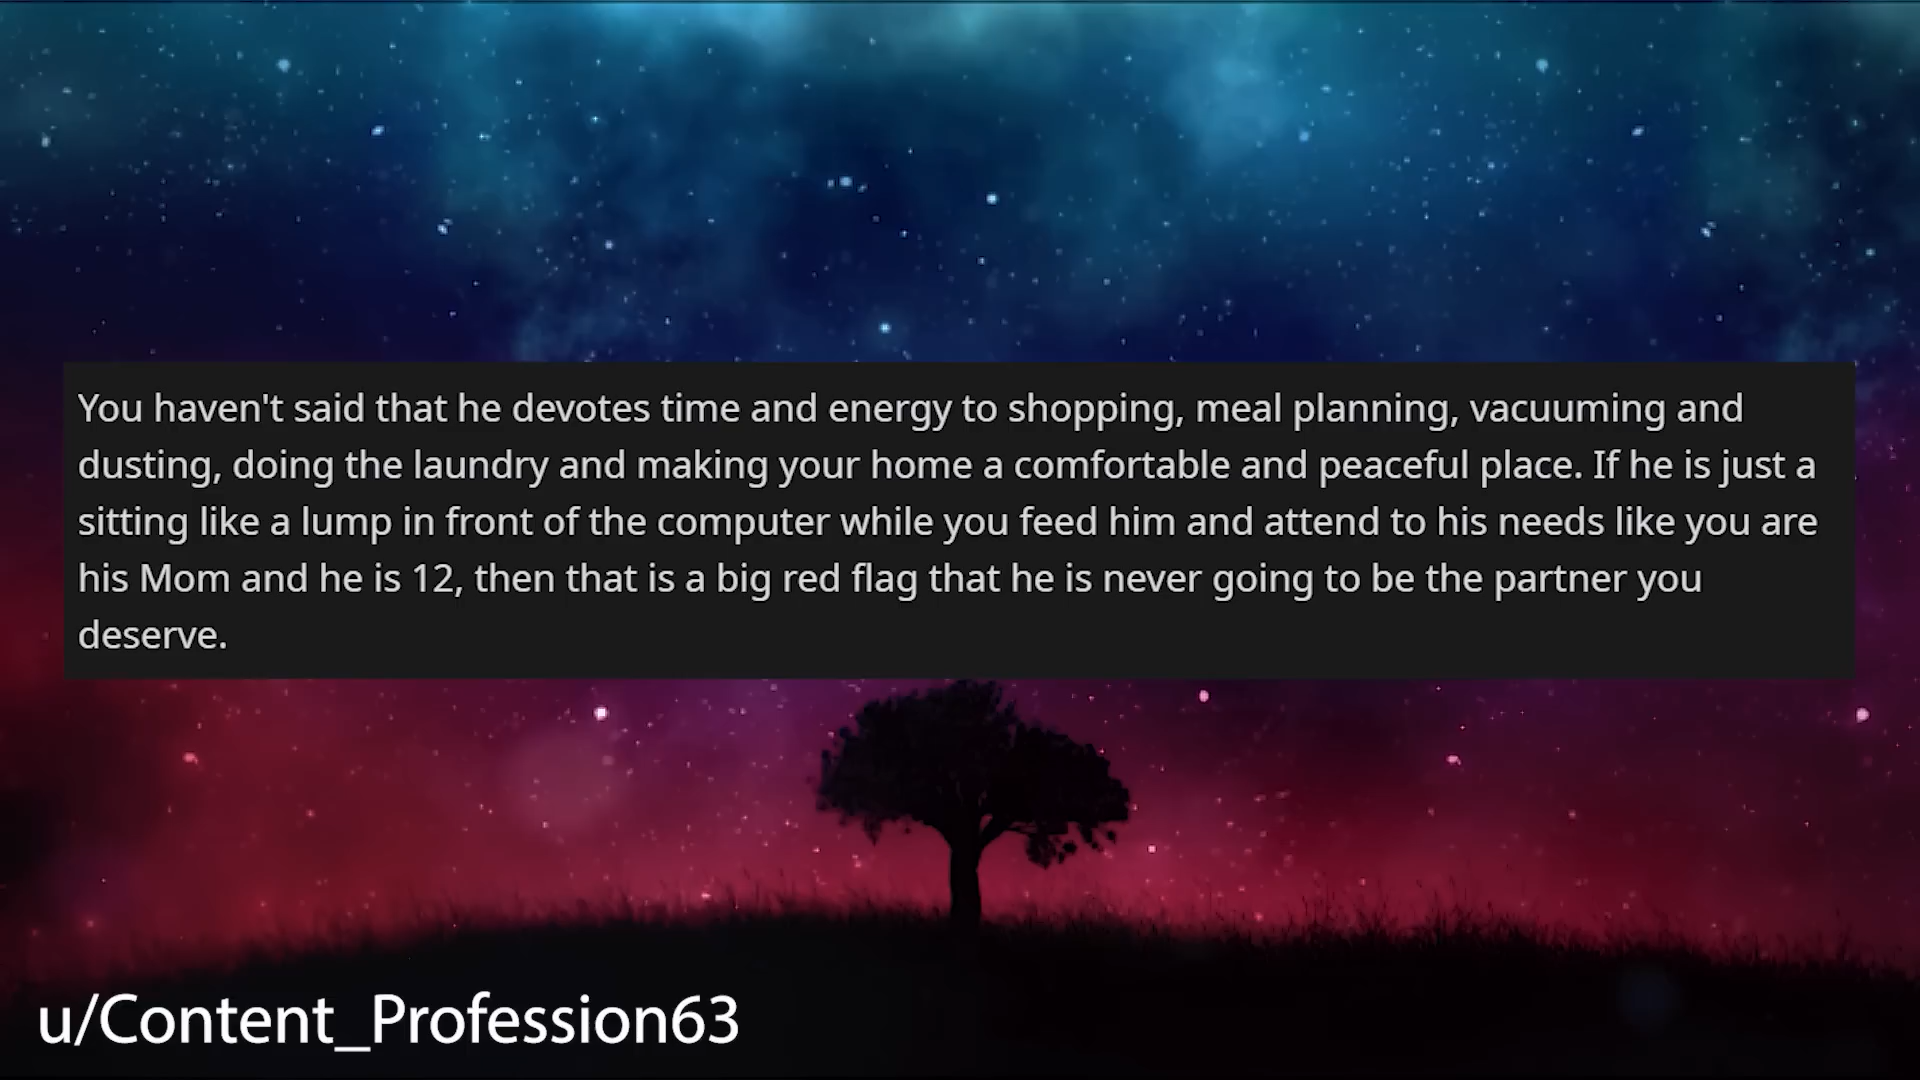 You haven't said that he devotes time and energy to shopping, meal planning, vacuuming and
dusting, doing the laundry and making your home a comfortable and peaceful place. If he is just a
sitting like a lump in front of the computer while you feed him and attend to his needs like you are
his Mom and he is 12, then that is a big red flag that he is never going to be the partner you
deserve.
u/Content_Profession63